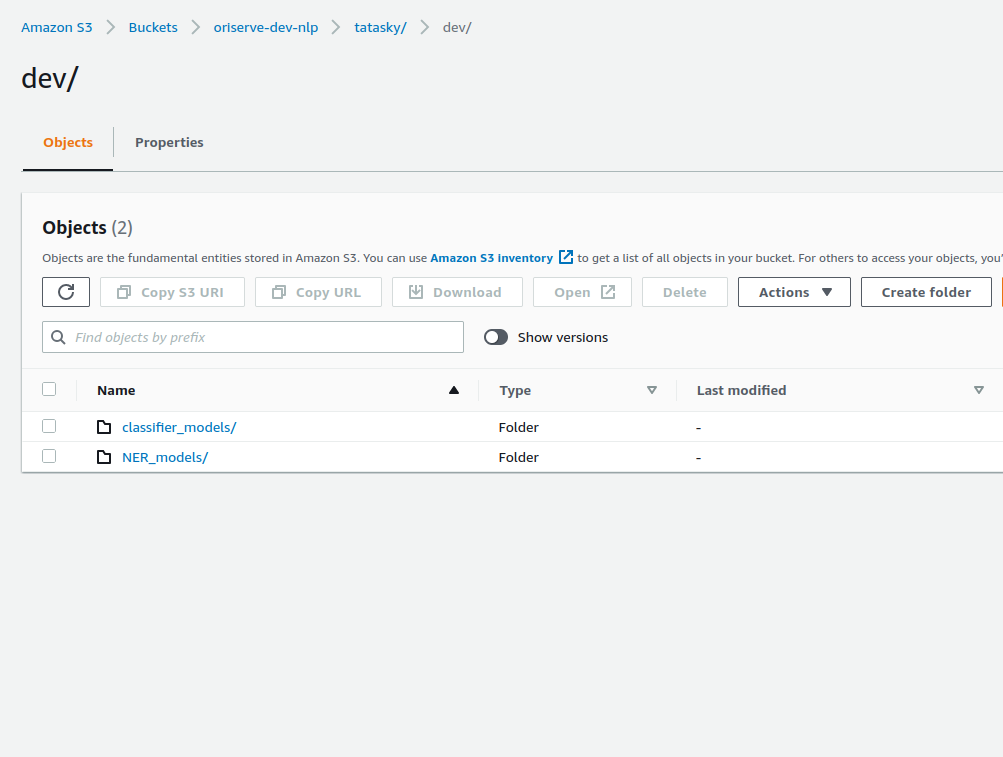 Amazon S3 > Buckets > oriserve-dev-nlp > tatasky/ > dev/
dev/
Objects Properties
Objects (2)
Objects are the fundamental entities stored in Amazon S3. You can use Amazon S3 inventory to get a list of all objects in your bucket. For others to access your objects, you'
Copy S3 URI Copy URL Download Open Delete Actions Create folder
Find objects by prefix Show versions
Name Type Last modified
classifier_models/ Folder -
NER_models/ Folder -